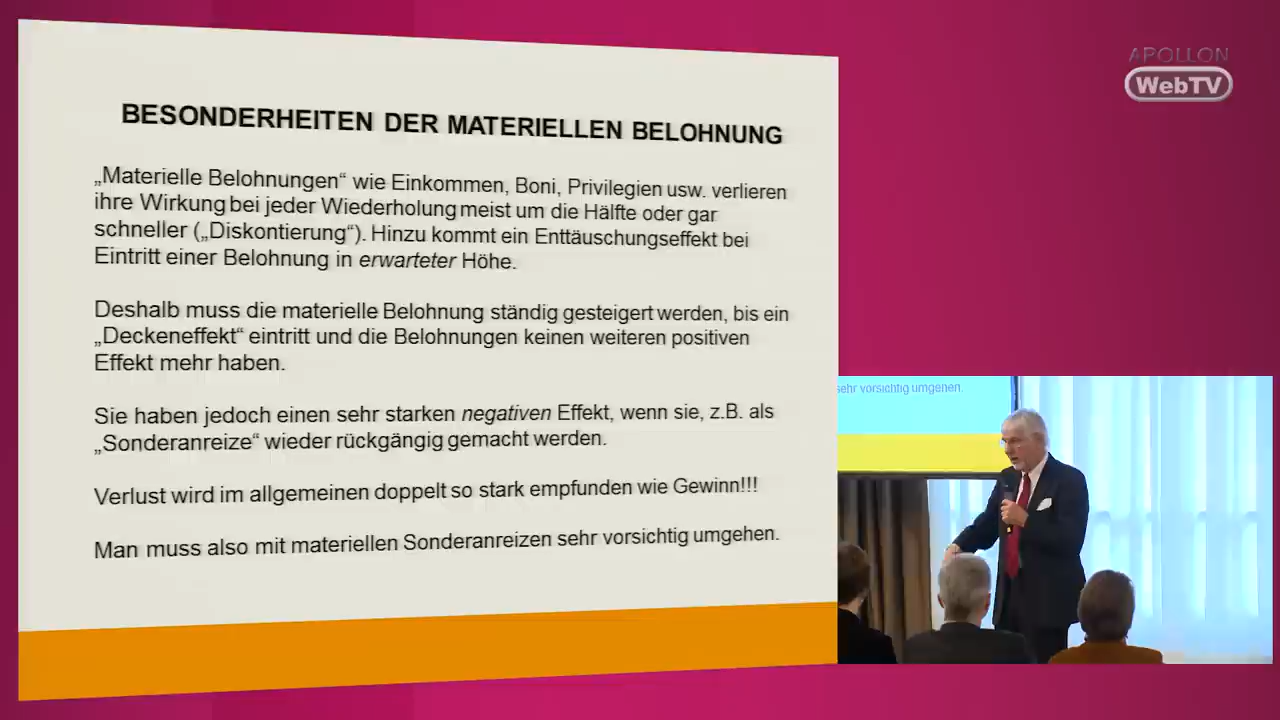 APOLLON
WebTV
BESONDERHEITEN DER MATERIELLEN BELOHNUNG
„Materielle Belohnungen“ wie Einkommen, Boni, Privilegien usw. verlieren
ihre Wirkung bei jeder Wiederholung meist um die Hälfte oder gar
schneller („Diskontierung“). Hinzu kommt ein Enttäuschungseffekt bei
Eintritt einer Belohnung in erwarteter Höhe.
Deshalb muss die materielle Belohnung ständig gesteigert werden, bis ein
„Deckeneffekt“ eintritt und die Belohnungen keinen weiteren positiven
Effekt mehr haben.
Sie haben jedoch einen sehr starken negativen Effekt, wenn sie, z.B. als
„Sonderanreize“ wieder rückgängig gemacht werden.
Verlust wird im allgemeinen doppelt so stark empfunden wie Gewinn!!!
Man muss also mit materiellen Sonderanreizen sehr vorsichtig umgehen.
sehr vorsichtig umgehen.